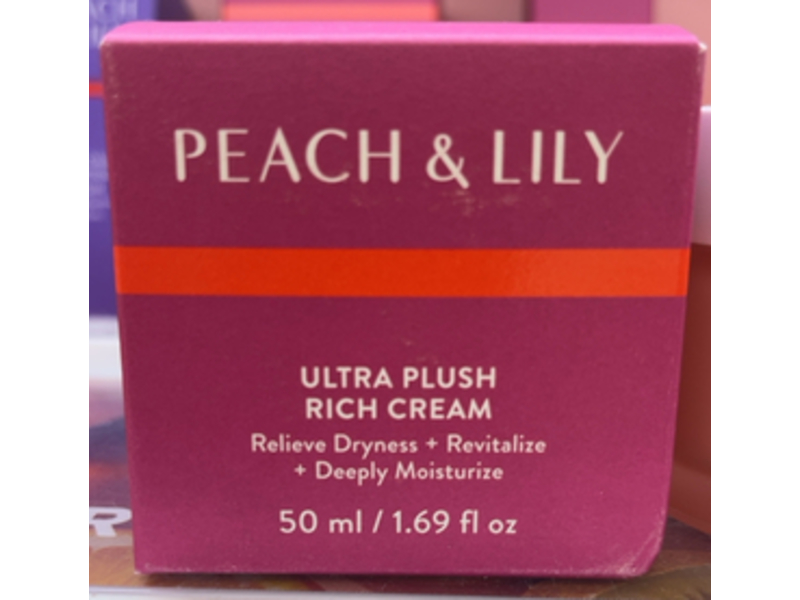 PEACH & LILY
ULTRA PLUSH
RICH CREAM
Relieve Dryness + Revitalize
+ Deeply Moisturize
50 ml / 1.69 fl oz